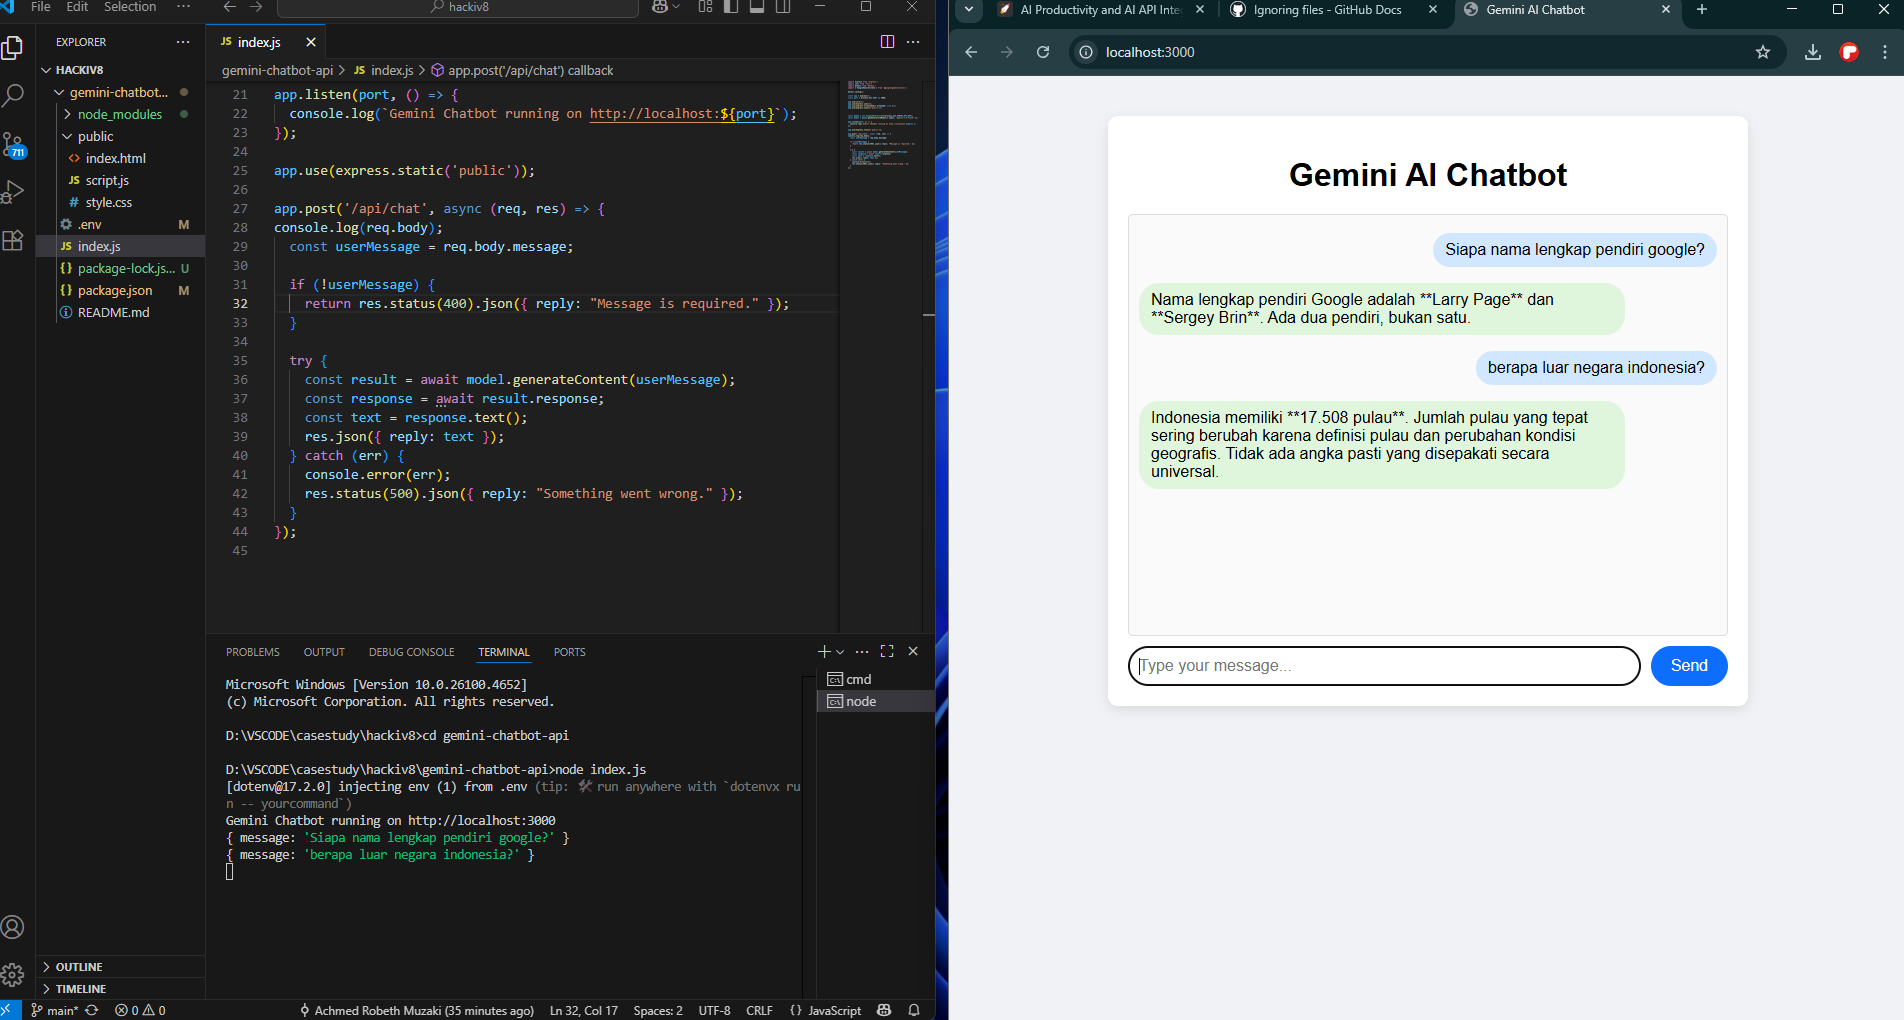 File Edit Selection ···
hackiv8
EXPLORER ···
HACKIV8
gemini-chatbot...
node_modules
public
index.html
JS script.js
# style.css
.env M
JS index.js
{} package-lock.js... U
{} package.json M
README.md
OUTLINE
TIMELINE
711
JS index.js
gemini-chatbot-api > JS index.js > app.post('/api/chat') callback
21 app.listen(port, () => {
22 console.log(`Gemini Chatbot running on http://localhost:${port}`);
23 });
24
25 app.use(express.static('public'));
26
27 app.post('/api/chat', async (req, res) => {
28 console.log(req.body);
29 const userMessage = req.body.message;
30
31 if (!userMessage) {
32 return res.status(400).json({ reply: "Message is required." });
33 }
34
35 try {
36 const result = await model.generateContent(userMessage);
37 const response = await result.response;
38 const text = response.text();
39 res.json({ reply: text });
40 } catch (err) {
41 console.error(err);
42 res.status(500).json({ reply: "Something went wrong." });
43 }
44 });
45
PROBLEMS OUTPUT DEBUG CONSOLE TERMINAL PORTS
Microsoft Windows [Version 10.0.26100.4652]
(c) Microsoft Corporation. All rights reserved.
D:\VSCODE\casestudy\hackiv8>cd gemini-chatbot-api
D:\VSCODE\casestudy\hackiv8\gemini-chatbot-api>node index.js
[dotenv@17.2.0] injecting env (1) from .env (tip: 🛠️ run anywhere with `dotenvx ru
n -- yourcommand`)
Gemini Chatbot running on http://localhost:3000
{ message: 'Siapa nama lengkap pendiri google?' }
{ message: 'berapa luar negara indonesia?' }
cmd
node
main* 0 0 Achmed Robeth Muzaki (35 minutes ago) Ln 32, Col 17 Spaces: 2 UTF-8 CRLF {} JavaScript
AI Productivity and AI API Inte
Ignoring files - GitHub Docs
Gemini AI Chatbot
localhost:3000
Gemini AI Chatbot
Siapa nama lengkap pendiri google?
Nama lengkap pendiri Google adalah **Larry Page** dan
**Sergey Brin**. Ada dua pendiri, bukan satu.
berapa luar negara indonesia?
Indonesia memiliki **17.508 pulau**. Jumlah pulau yang tepat
sering berubah karena definisi pulau dan perubahan kondisi
geografis. Tidak ada angka pasti yang disepakati secara
universal.
Type your message...
Send